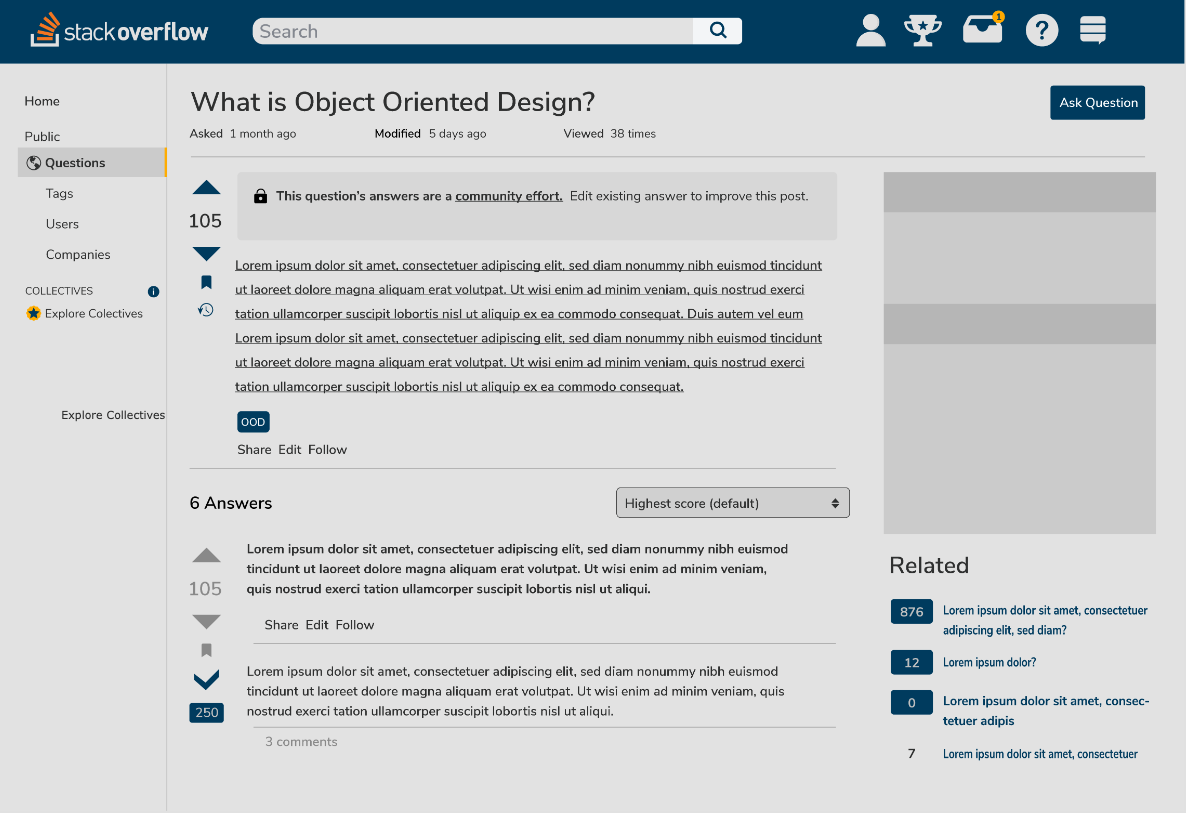 stackoverflow
Search
1
?
Home
Public
Questions
Tags
Users
Companies
COLLECTIVES i
Explore Colectives
Explore Collectives
What is Object Oriented Design?
Ask Question
Asked 1 month ago Modified 5 days ago Viewed 38 times
105
This question's answers are a community effort. Edit existing answer to improve this post.
Lorem ipsum dolor sit amet, consectetuer adipiscing elit, sed diam nonummy nibh euismod tincidunt
ut laoreet dolore magna aliquam erat volutpat. Ut wisi enim ad minim veniam, quis nostrud exerci
tation ullamcorper suscipit lobortis nisl ut aliquip ex ea commodo consequat. Duis autem vel eum
Lorem ipsum dolor sit amet, consectetuer adipiscing elit, sed diam nonummy nibh euismod tincidunt
ut laoreet dolore magna aliquam erat volutpat. Ut wisi enim ad minim veniam, quis nostrud exerci
tation ullamcorper suscipit lobortis nisl ut aliquip ex ea commodo consequat.
OOD
Share Edit Follow
6 Answers
Highest score (default)
105
Lorem ipsum dolor sit amet, consectetuer adipiscing elit, sed diam nonummy nibh euismod
tincidunt ut laoreet dolore magna aliquam erat volutpat. Ut wisi enim ad minim veniam,
quis nostrud exerci tation ullamcorper suscipit lobortis nisl ut aliqui.
Share Edit Follow
250
Lorem ipsum dolor sit amet, consectetuer adipiscing elit, sed diam nonummy nibh euismod
tincidunt ut laoreet dolore magna aliquam erat volutpat. Ut wisi enim ad minim veniam, quis
nostrud exerci tation ullamcorper suscipit lobortis nisl ut aliqui.
3 comments
Related
876 Lorem ipsum dolor sit amet, consectetuer
adipiscing elit, sed diam?
12 Lorem ipsum dolor?
0 Lorem ipsum dolor sit amet, consec-
tetuer adipis
7 Lorem ipsum dolor sit amet, consectetuer